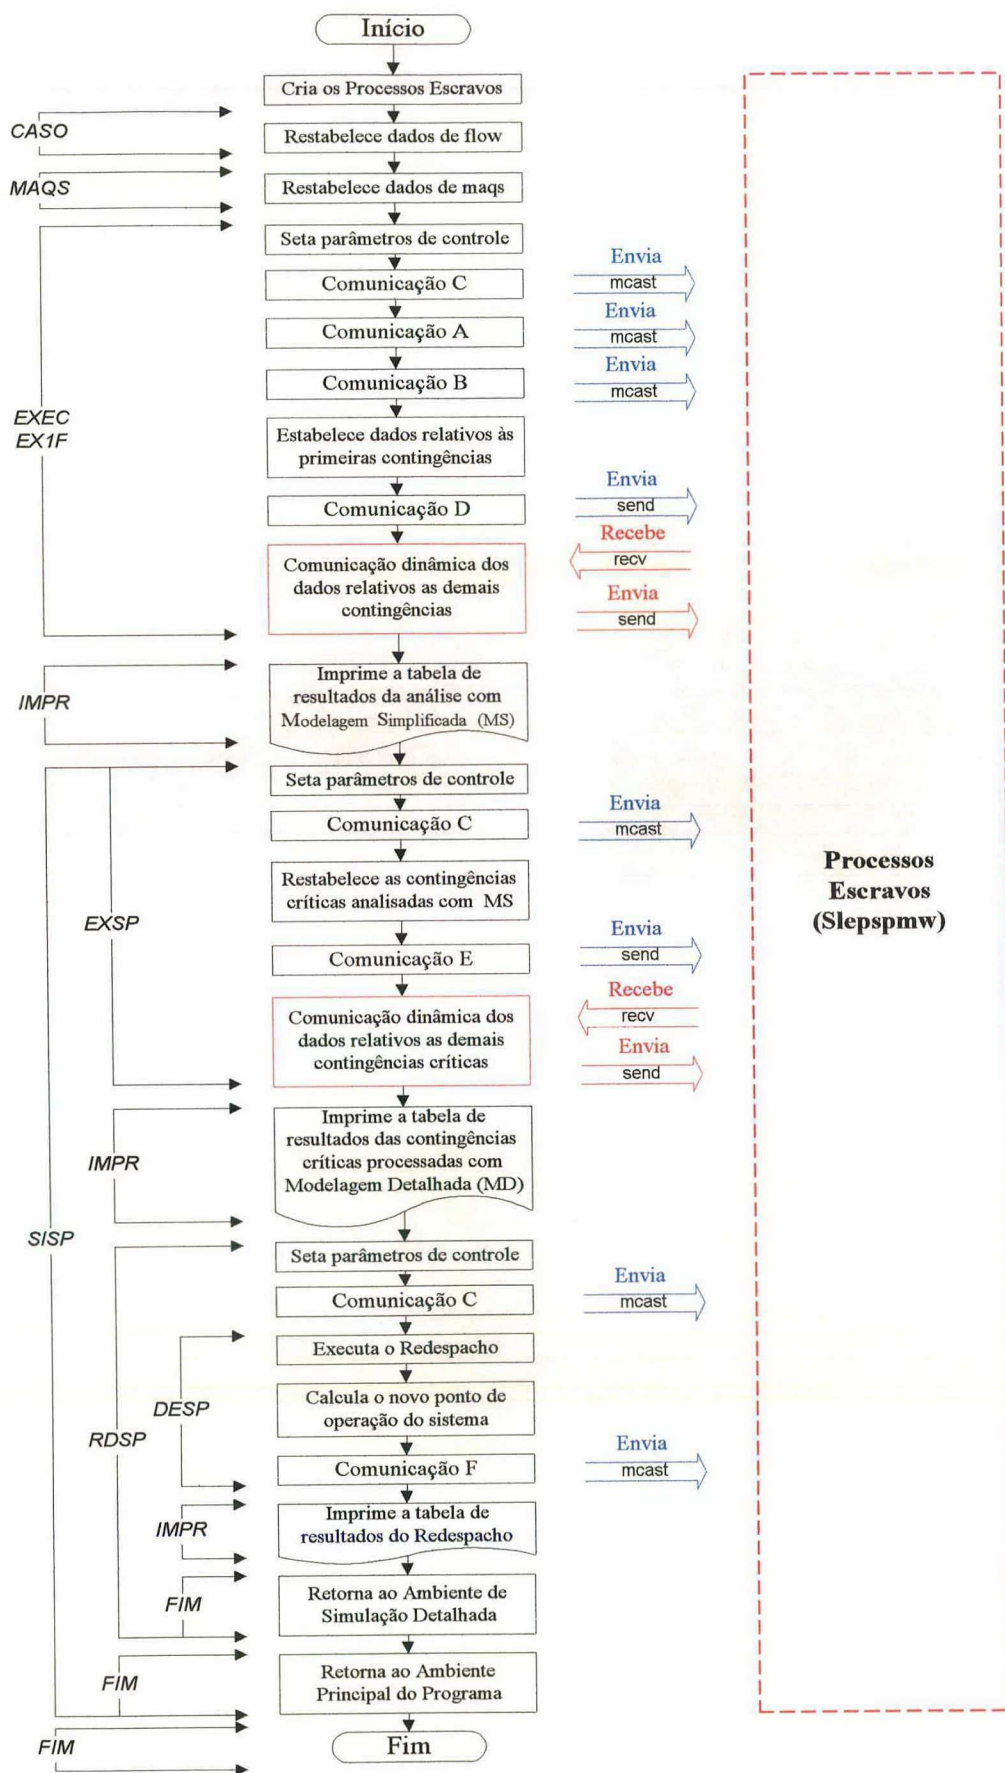 Início
Cria os Processos Escravos
CASO
Restabelece dados de flow
MAQS
Restabelece dados de maqs
Seta parâmetros de controle
Comunicação C
Envia
mcast
Comunicação A
Envia
mcast
Comunicação B
Envia
mcast
EXEC
EX1F
Estabelece dados relativos às
primeiras contingências
Comunicação D
Envia
send
Comunicação dinâmica dos
dados relativos as demais
contingências
Recebe
recv
Envia
send
IMPR
Imprime a tabela de
resultados da análise com
Modelagem Simplificada (MS)
Seta parâmetros de controle
Comunicação C
Envia
mcast
Restabelece as contingências
críticas analisadas com MS
EXSP
Comunicação E
Envia
send
Comunicação dinâmica dos
dados relativos as demais
contingências críticas
Recebe
recv
Envia
send
Processos
Escravos
(Slepspmw)
IMPR
Imprime a tabela de
resultados das contingências
críticas processadas com
Modelagem Detalhada (MD)
SISP
Seta parâmetros de controle
Comunicação C
Envia
mcast
Executa o Redespacho
DESP
RDSP
Calcula o novo ponto de
operação do sistema
Comunicação F
Envia
mcast
IMPR
Imprime a tabela de
resultados do Redespacho
FIM
Retorna ao Ambiente de
Simulação Detalhada
FIM
Retorna ao Ambiente
Principal do Programa
FIM
Fim